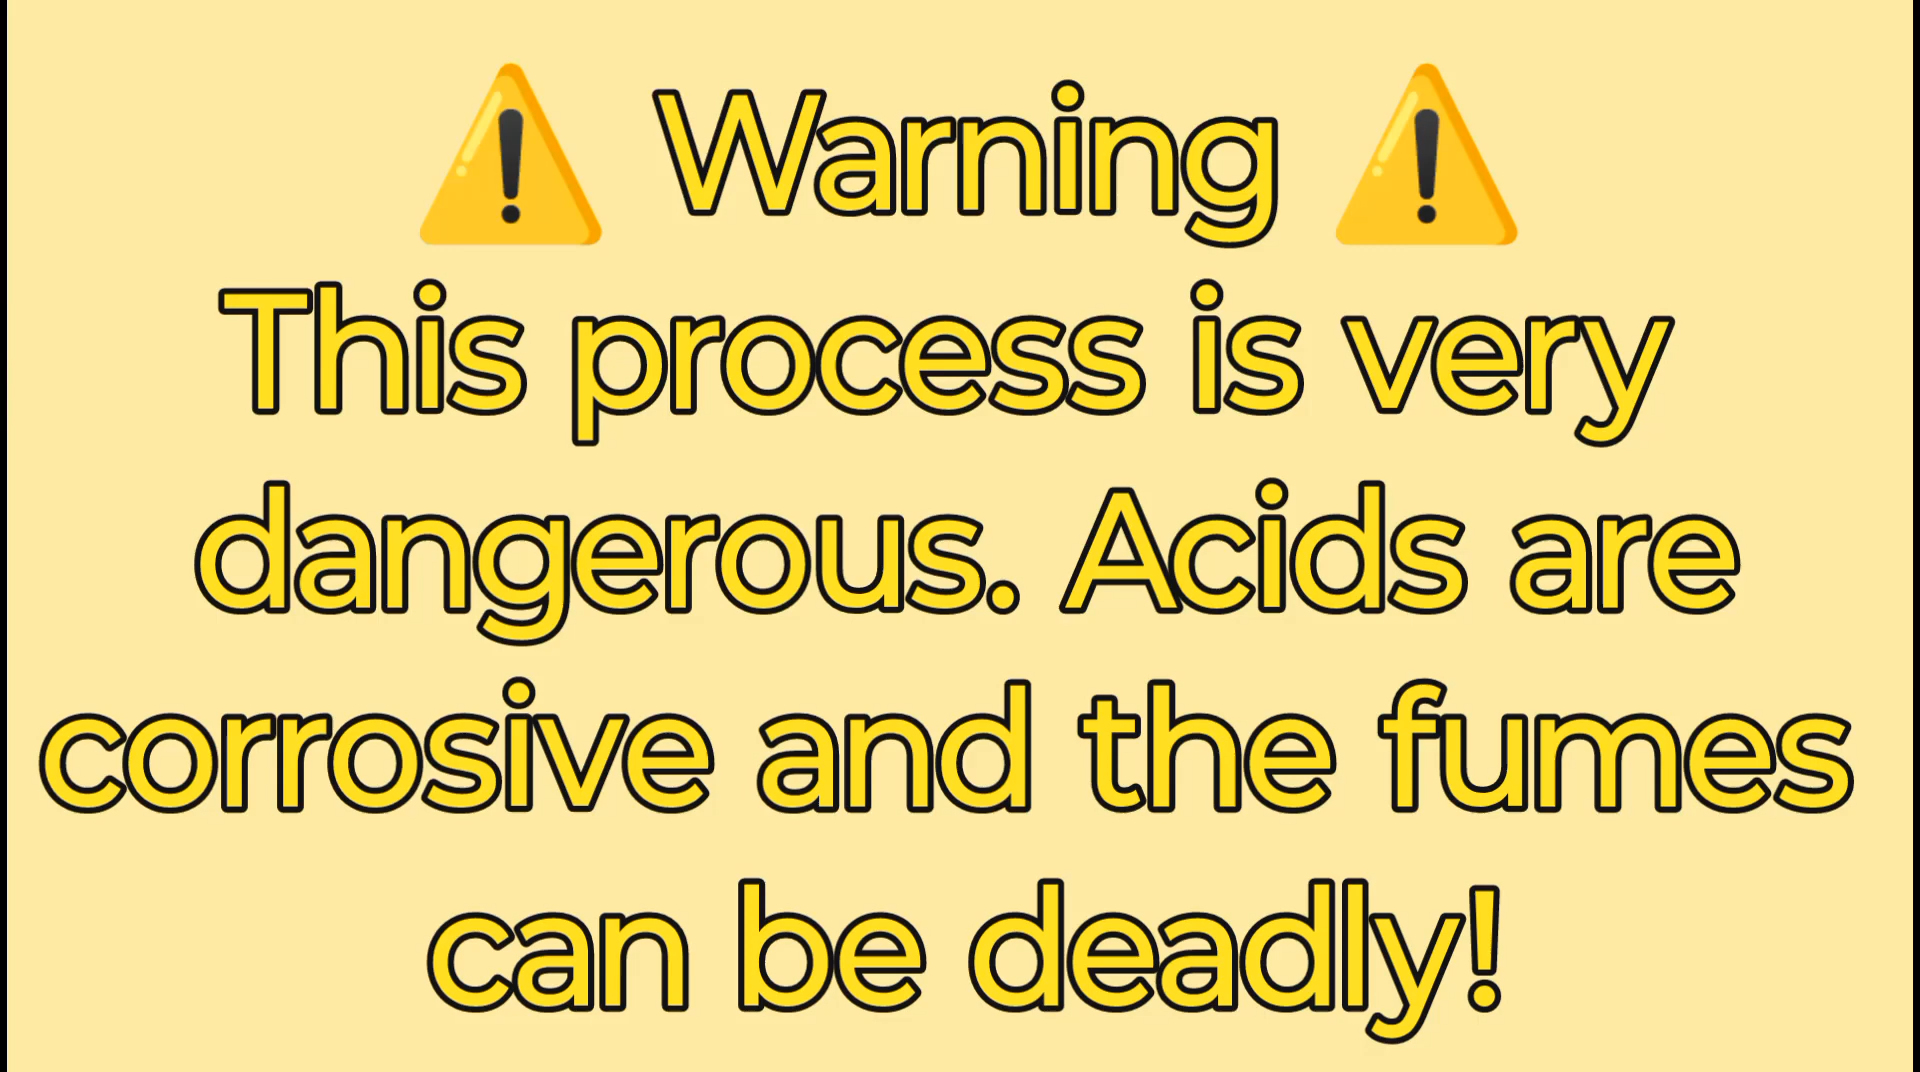 ⚠️ Warning ⚠️
This process is very
dangerous. Acids are
corrosive and the fumes
can be deadly!